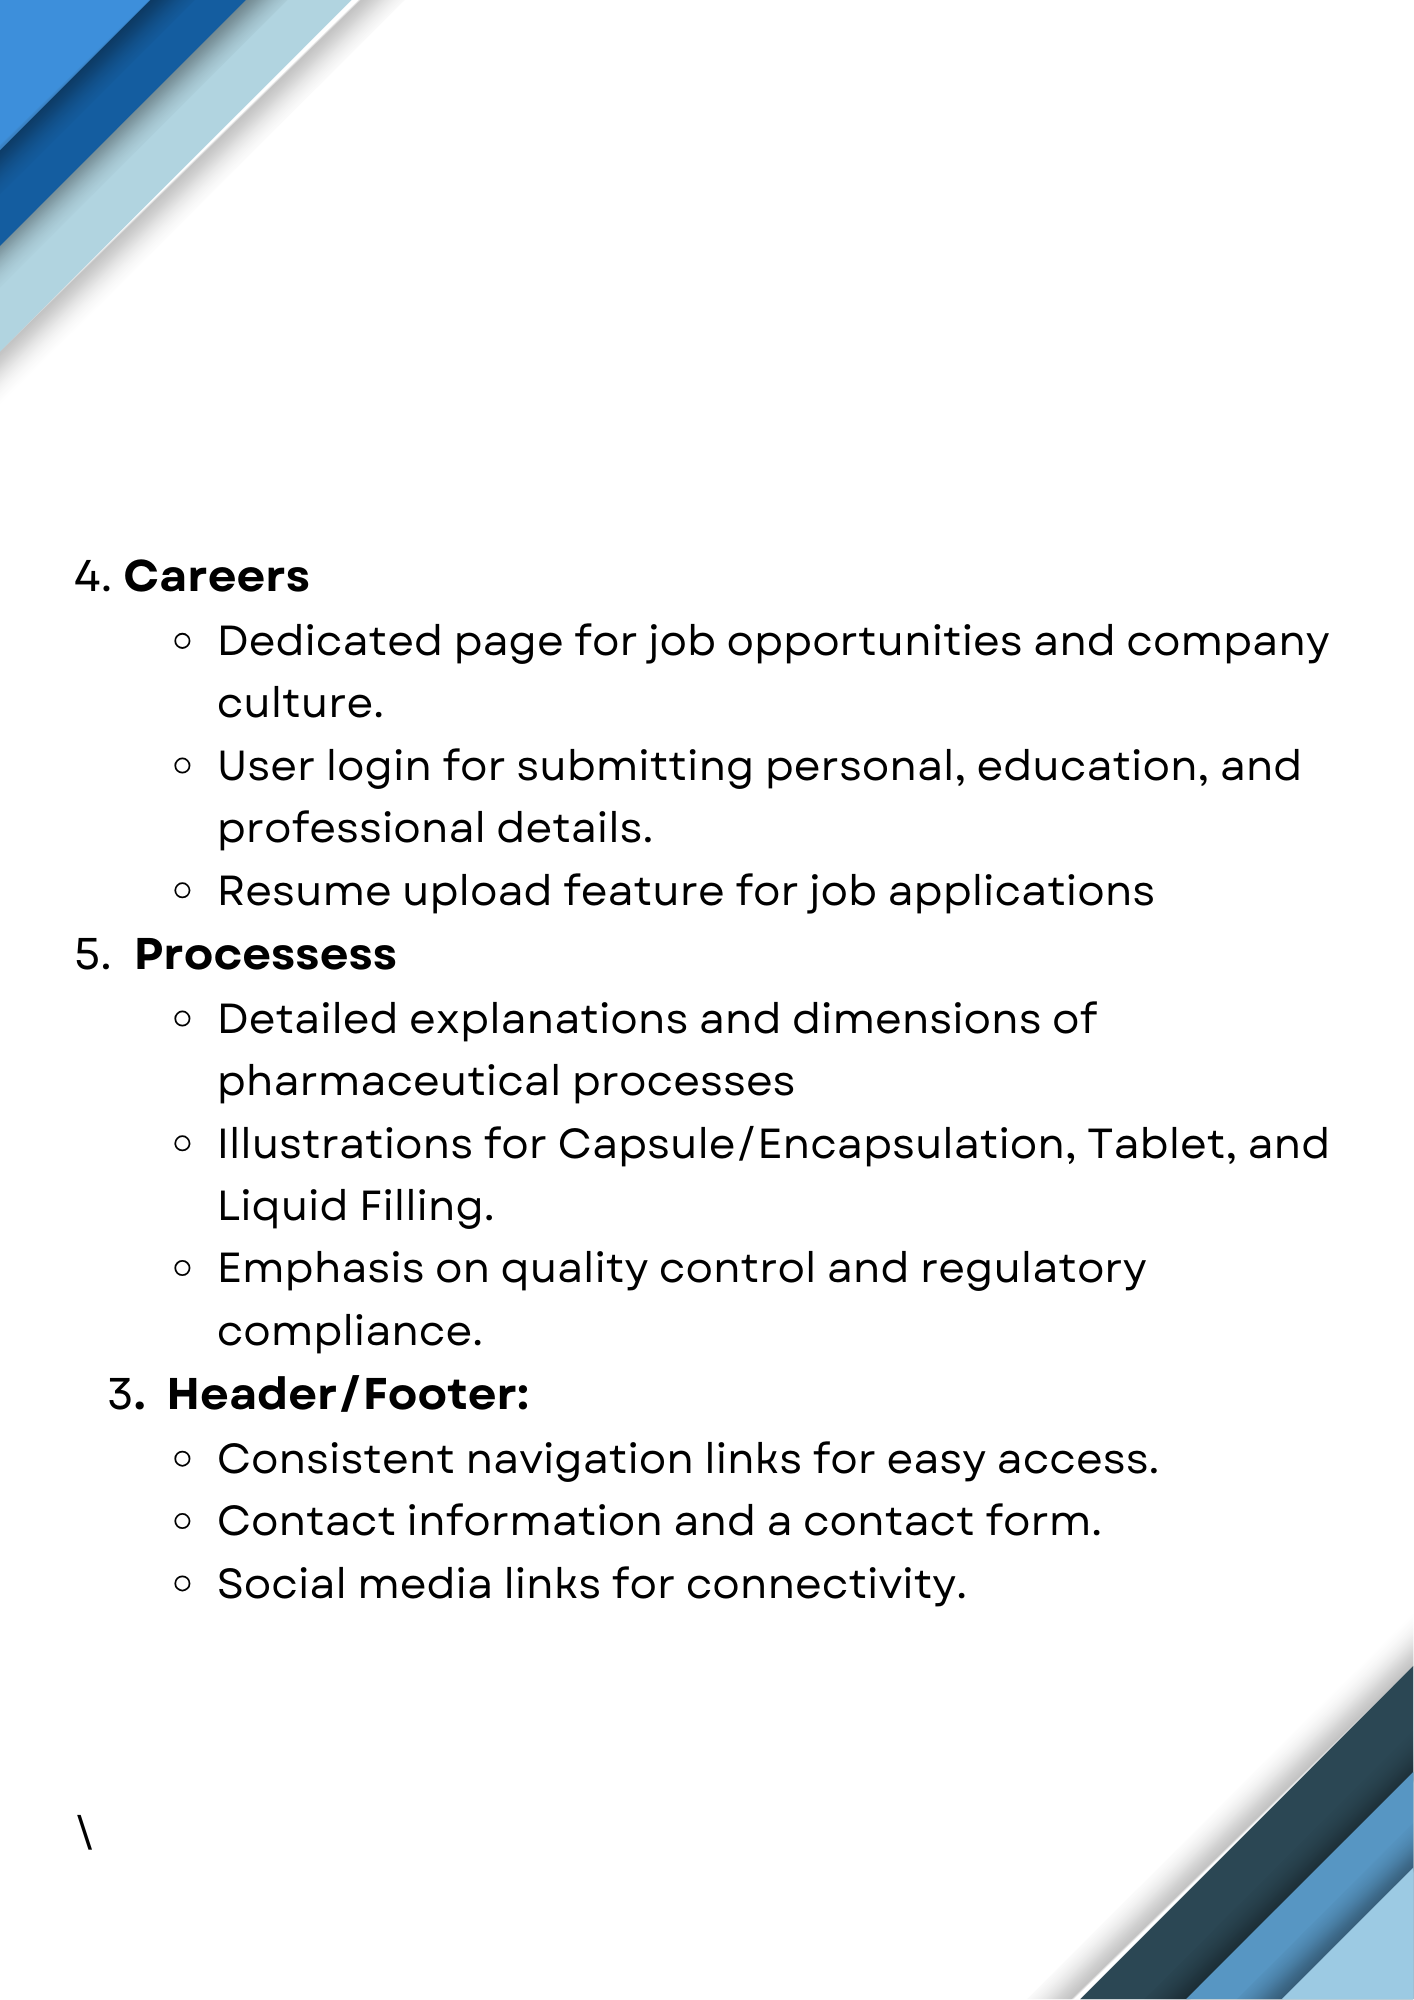 4. Careers
Dedicated page for job opportunities and company
culture.
User login for submitting personal, education, and
professional details.
Resume upload feature for job applications
5. Processess
Detailed explanations and dimensions of
pharmaceutical processes
Illustrations for Capsule/Encapsulation, Tablet, and
Liquid Filling.
Emphasis on quality control and regulatory
compliance.
3. Header/Footer:
Consistent navigation links for easy access.
Contact information and a contact form.
Social media links for connectivity.
\